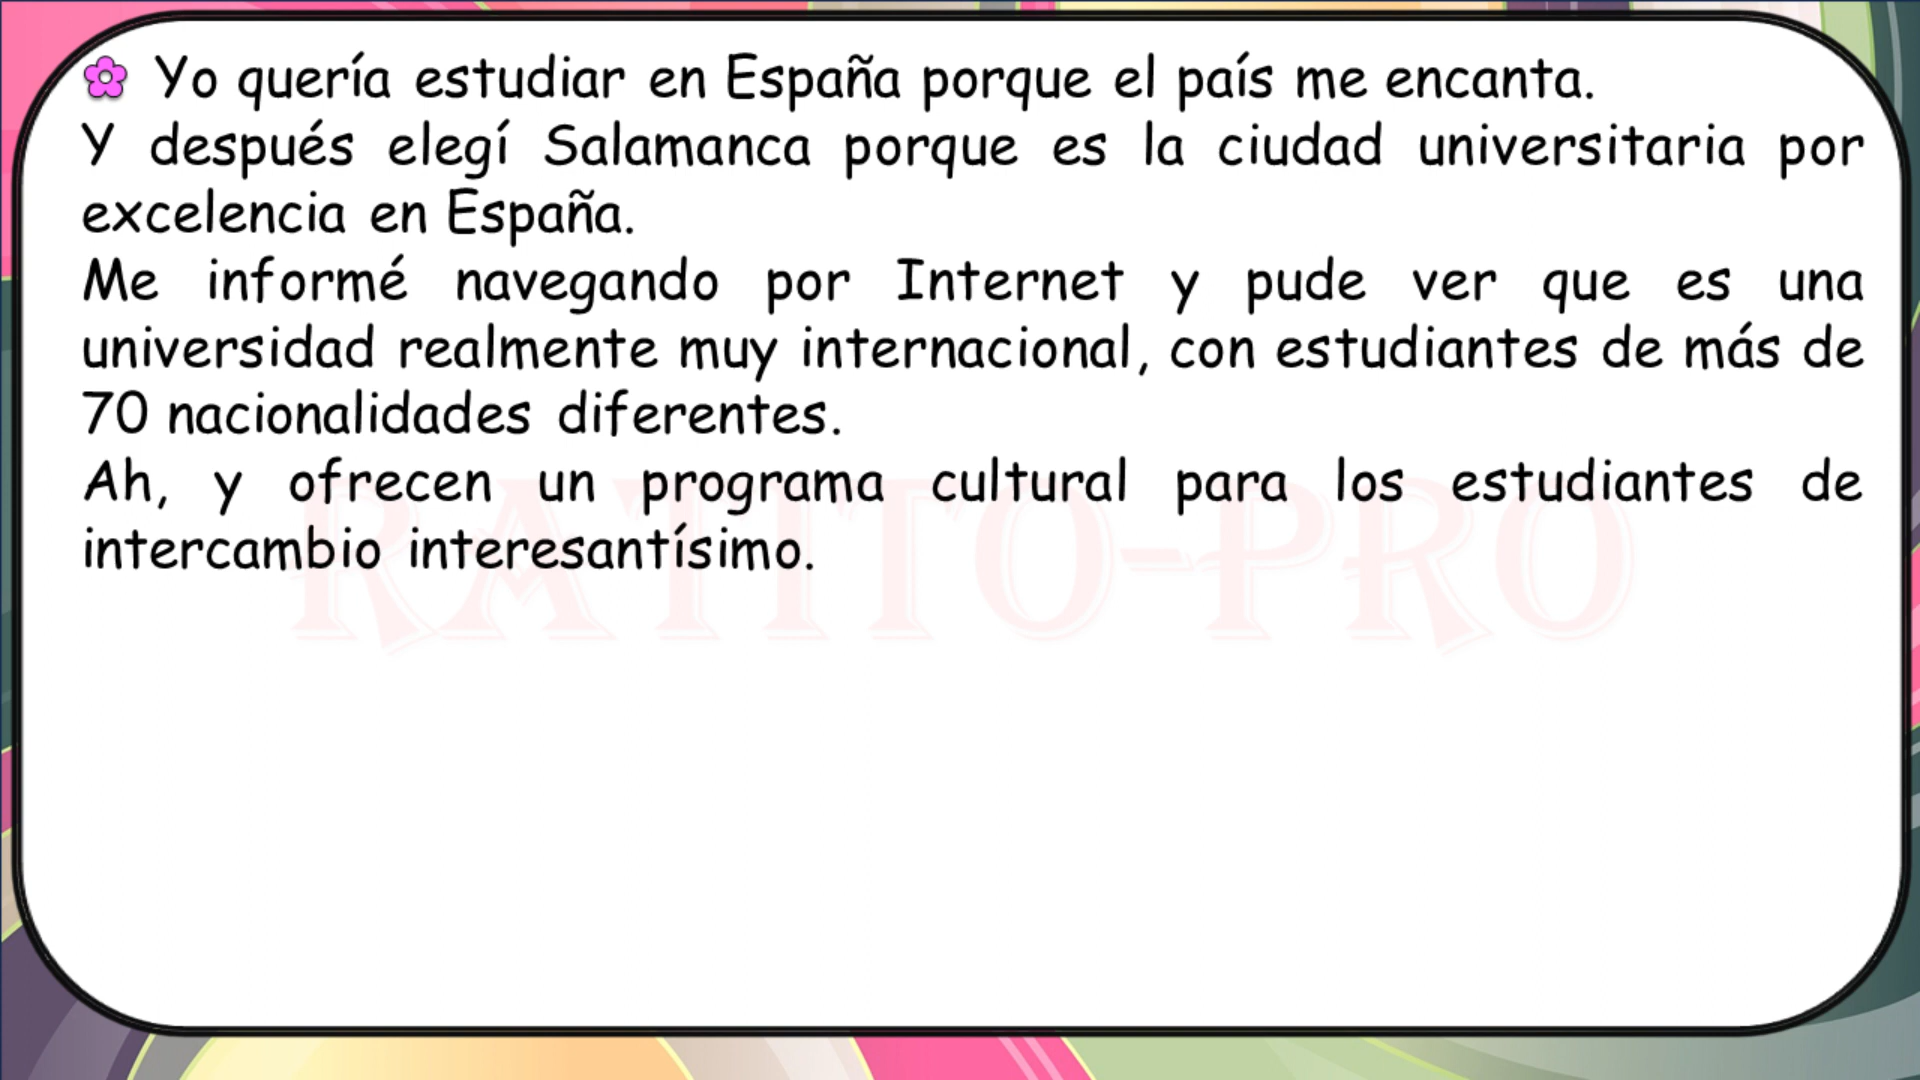 Yo quería estudiar en España porque el país me encanta.
Y después elegí Salamanca porque es la ciudad universitaria por
excelencia en España.
Me informé navegando por Internet y pude ver que es una
universidad realmente muy internacional, con estudiantes de más de
70 nacionalidades diferentes.
Ah, y ofrecen un programa cultural para los estudiantes de
intercambio interesantísimo.
RATITO-PRO